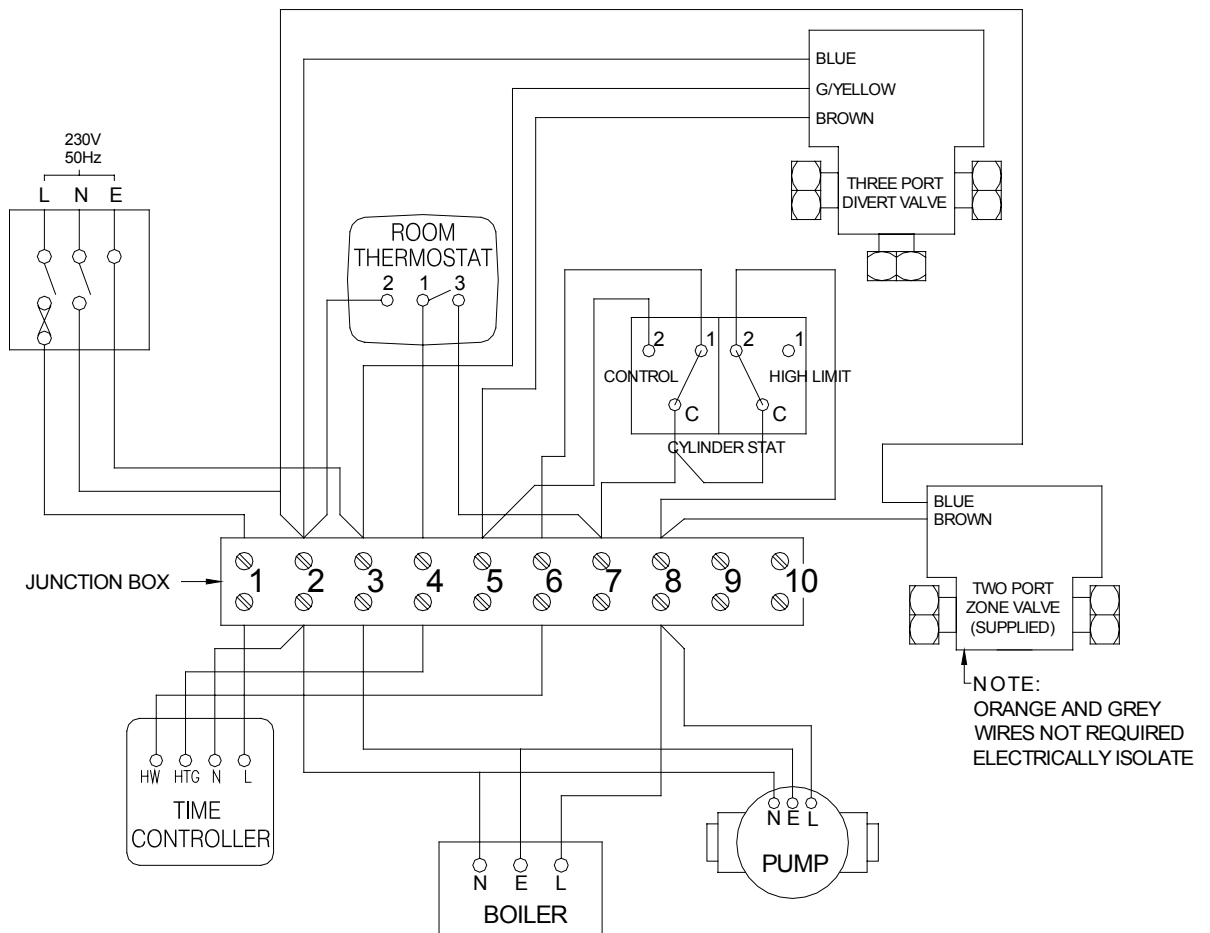 BLUE
G/YELLOW
BROWN
THREE PORT
DIVERT VALVE
230V
50Hz
L N E
ROOM
THERMOSTAT
2 1 3
2 1 2 1
CONTROL HIGH LIMIT
C C
CYLINDER STAT
BLUE
BROWN
TWO PORT
ZONE VALVE
(SUPPLIED)
JUNCTION BOX
1 2 3 4 5 6 7 8 9 10
NOTE:
ORANGE AND GREY
WIRES NOT REQUIRED
ELECTRICALLY ISOLATE
HW HTG N L
TIME
CONTROLLER
N E L
PUMP
N E L
BOILER